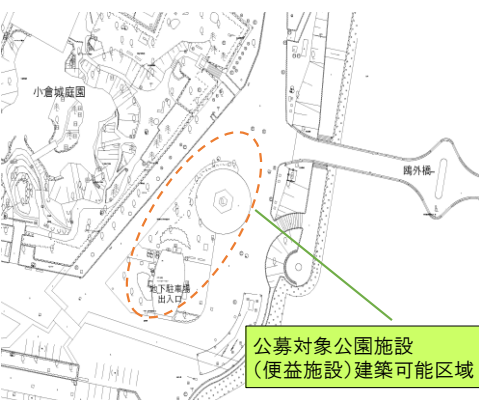 小倉城庭園
鴎外橋
地下駐車場
出入口
公募対象公園施設
（便益施設）建築可能区域